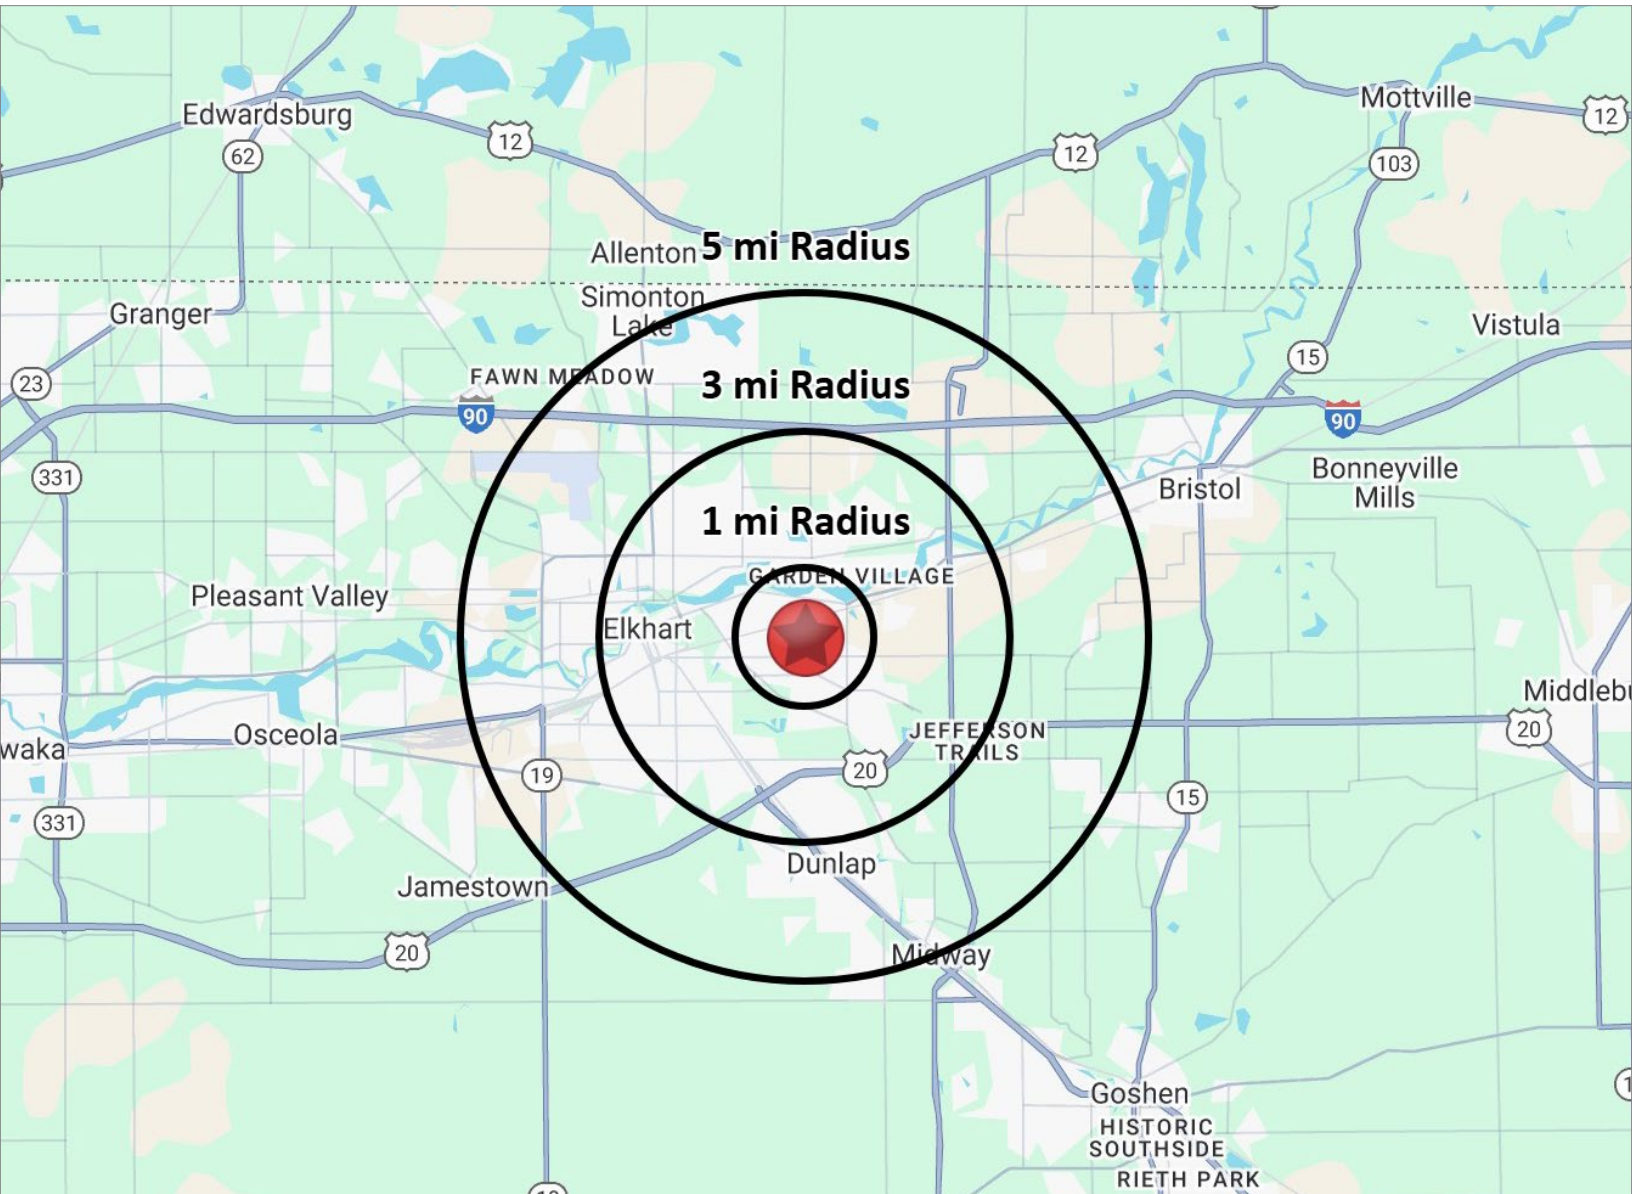 Mottville
12
Edwardsburg
12
62
12
103
Allenton
5 mi Radius
Simonton
Lake
Granger
Vistula
15
FAWN MEADOW
23
3 mi Radius
90
90
331
Bonneyville
Mills
Bristol
1 mi Radius
GARDEN VILLAGE
Pleasant Valley
Elkhart
Middlebu
Osceola
waka
JEFFERSON
TRAILS
20
20
19
15
331
Dunlap
Jamestown
20
Midway
Goshen
HISTORIC
SOUTHSIDE
RIETH PARK